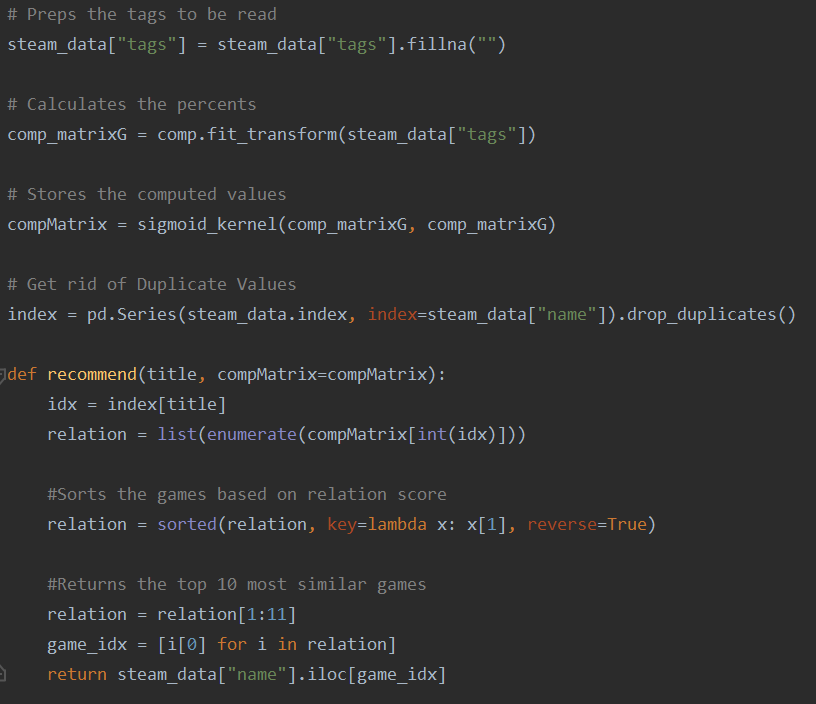 # Preps the tags to be read
steam_data["tags"] = steam_data["tags"].fillna("")
# Calculates the percents
comp_matrixG = comp.fit_transform(steam_data["tags"])
# Stores the computed values
compMatrix = sigmoid_kernel(comp_matrixG, comp_matrixG)
# Get rid of Duplicate Values
index = pd.Series(steam_data.index, index=steam_data["name"]).drop_duplicates()
def recommend(title, compMatrix=compMatrix):
    idx = index[title]
    relation = list(enumerate(compMatrix[int(idx)]))
    #Sorts the games based on relation score
    relation = sorted(relation, key=lambda x: x[1], reverse=True)
    #Returns the top 10 most similar games
    relation = relation[1:11]
    game_idx = [i[0] for i in relation]
    return steam_data["name"].iloc[game_idx]